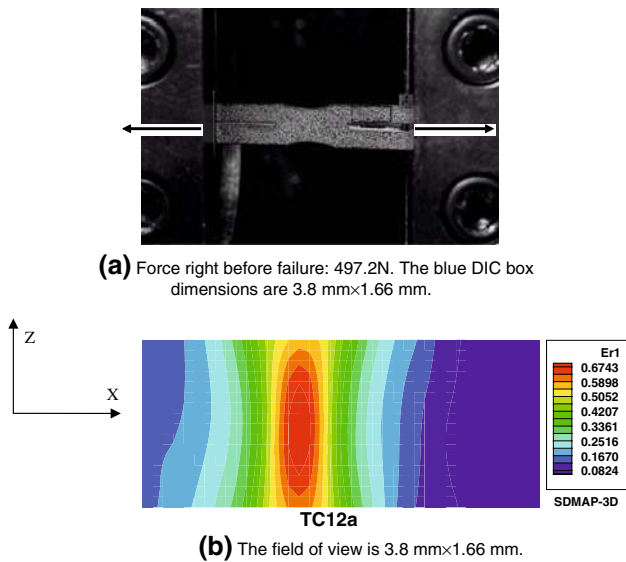 (a) Force right before failure: 497.2N. The blue DIC box
dimensions are 3.8 mm×1.66 mm.
Z
X
Er1
0.6743
0.5898
0.5052
0.4207
0.3361
0.2516
0.1670
0.0824
SDMAP-3D
TC12a
(b) The field of view is 3.8 mm×1.66 mm.